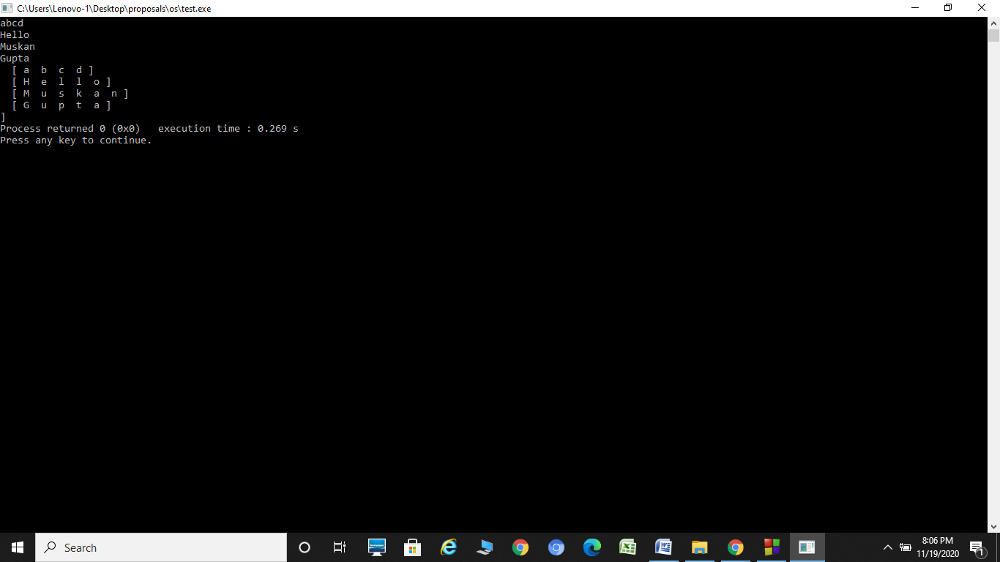 C:\Users\Lenovo-1\Desktop\proposals\os\test.exe
abcd
Hello
Muskan
Gupta
  [ a  b  c  d ]
  [ H  e  l  l  o ]
  [ M  u  s  k  a  n ]
  [ G  u  p  t  a ]
]
Process returned 0 (0x0)   execution time : 0.269 s
Press any key to continue.
Search
8:06 PM
11/19/2020
1